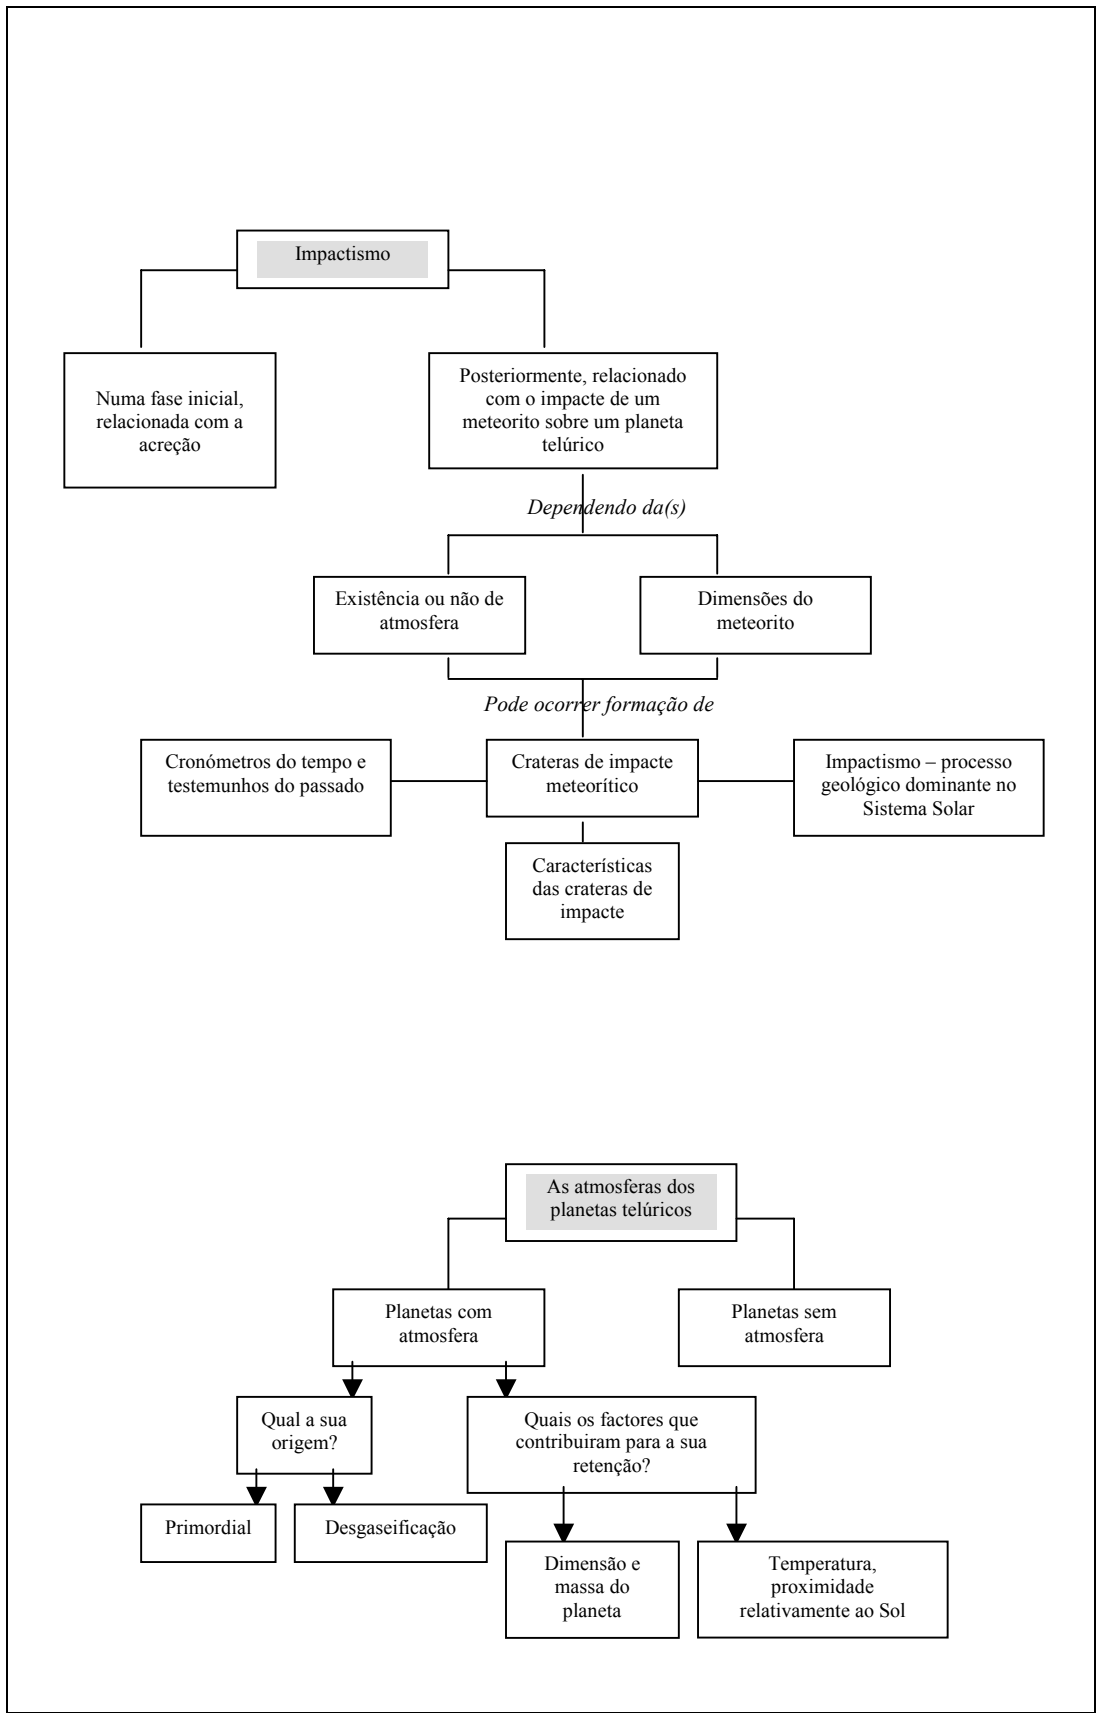 Impactismo
Numa fase inicial,
relacionada com a
acreção
Posteriormente, relacionado
com o impacte de um
meteorito sobre um planeta
telúrico
Dependendo da(s)
Existência ou não de
atmosfera
Dimensões do
meteorito
Pode ocorrer formação de
Cronómetros do tempo e
testemunhos do passado
Crateras de impacte
meteorítico
Impactismo – processo
geológico dominante no
Sistema Solar
Características
das crateras de
impacte
As atmosferas dos
planetas telúricos
Planetas com
atmosfera
Planetas sem
atmosfera
Qual a sua
origem?
Quais os factores que
contribuiram para a sua
retenção?
Primordial
Desgaseificação
Dimensão e
massa do
planeta
Temperatura,
proximidade
relativamente ao Sol